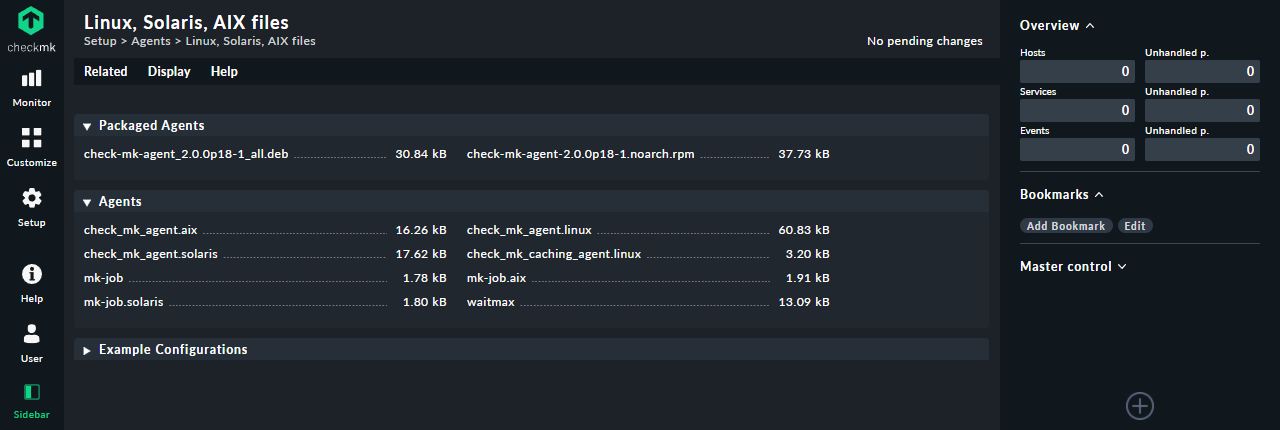 checkmk
Monitor
Customize
Setup
Help
User
Sidebar
Linux, Solaris, AIX files
Setup > Agents > Linux, Solaris, AIX files
No pending changes
Related Display Help
Packaged Agents
check-mk-agent_2.0.0p18-1_all.deb 30.84 kB check-mk-agent-2.0.0p18-1.noarch.rpm 37.73 kB
Agents
check_mk_agent.aix 16.26 kB check_mk_agent.linux 60.83 kB
check_mk_agent.solaris 17.62 kB check_mk_caching_agent.linux 3.20 kB
mk-job 1.78 kB mk-job.aix 1.91 kB
mk-job.solaris 1.80 kB waitmax 13.09 kB
Example Configurations
Overview
Hosts Unhandled p.
0 0
Services Unhandled p.
0 0
Events Unhandled p.
0 0
Bookmarks
Add Bookmark Edit
Master control